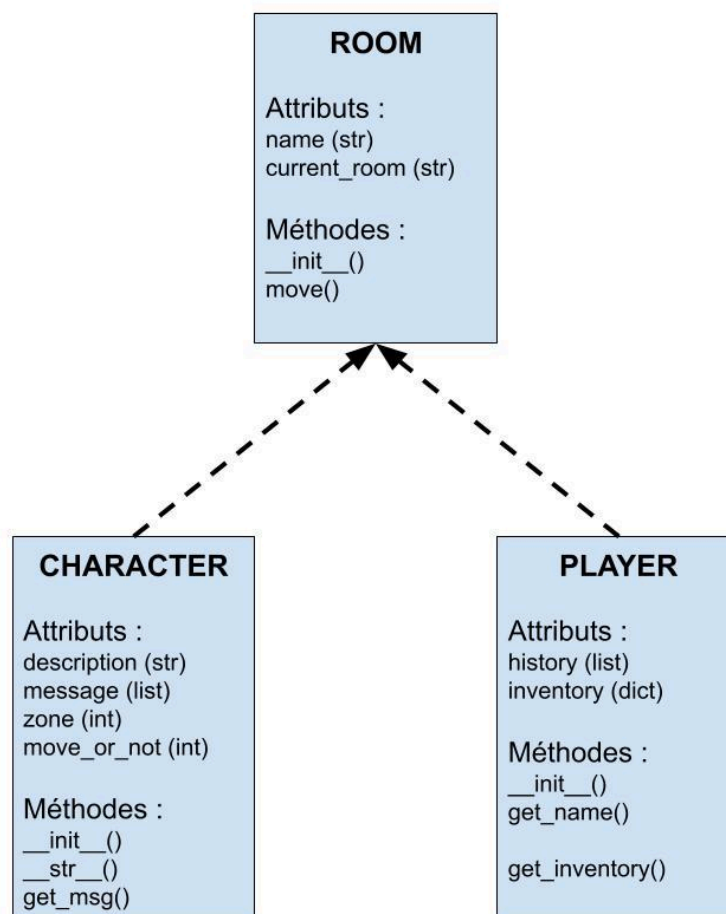 ROOM
Attributs :
name (str)
current_room (str)
Méthodes :
__init__()
move()
CHARACTER
Attributs :
description (str)
message (list)
zone (int)
move_or_not (int)
Méthodes :
__init__()
__str__()
get_msg()
PLAYER
Attributs :
history (list)
inventory (dict)
Méthodes :
__init__()
get_name()
get_inventory()